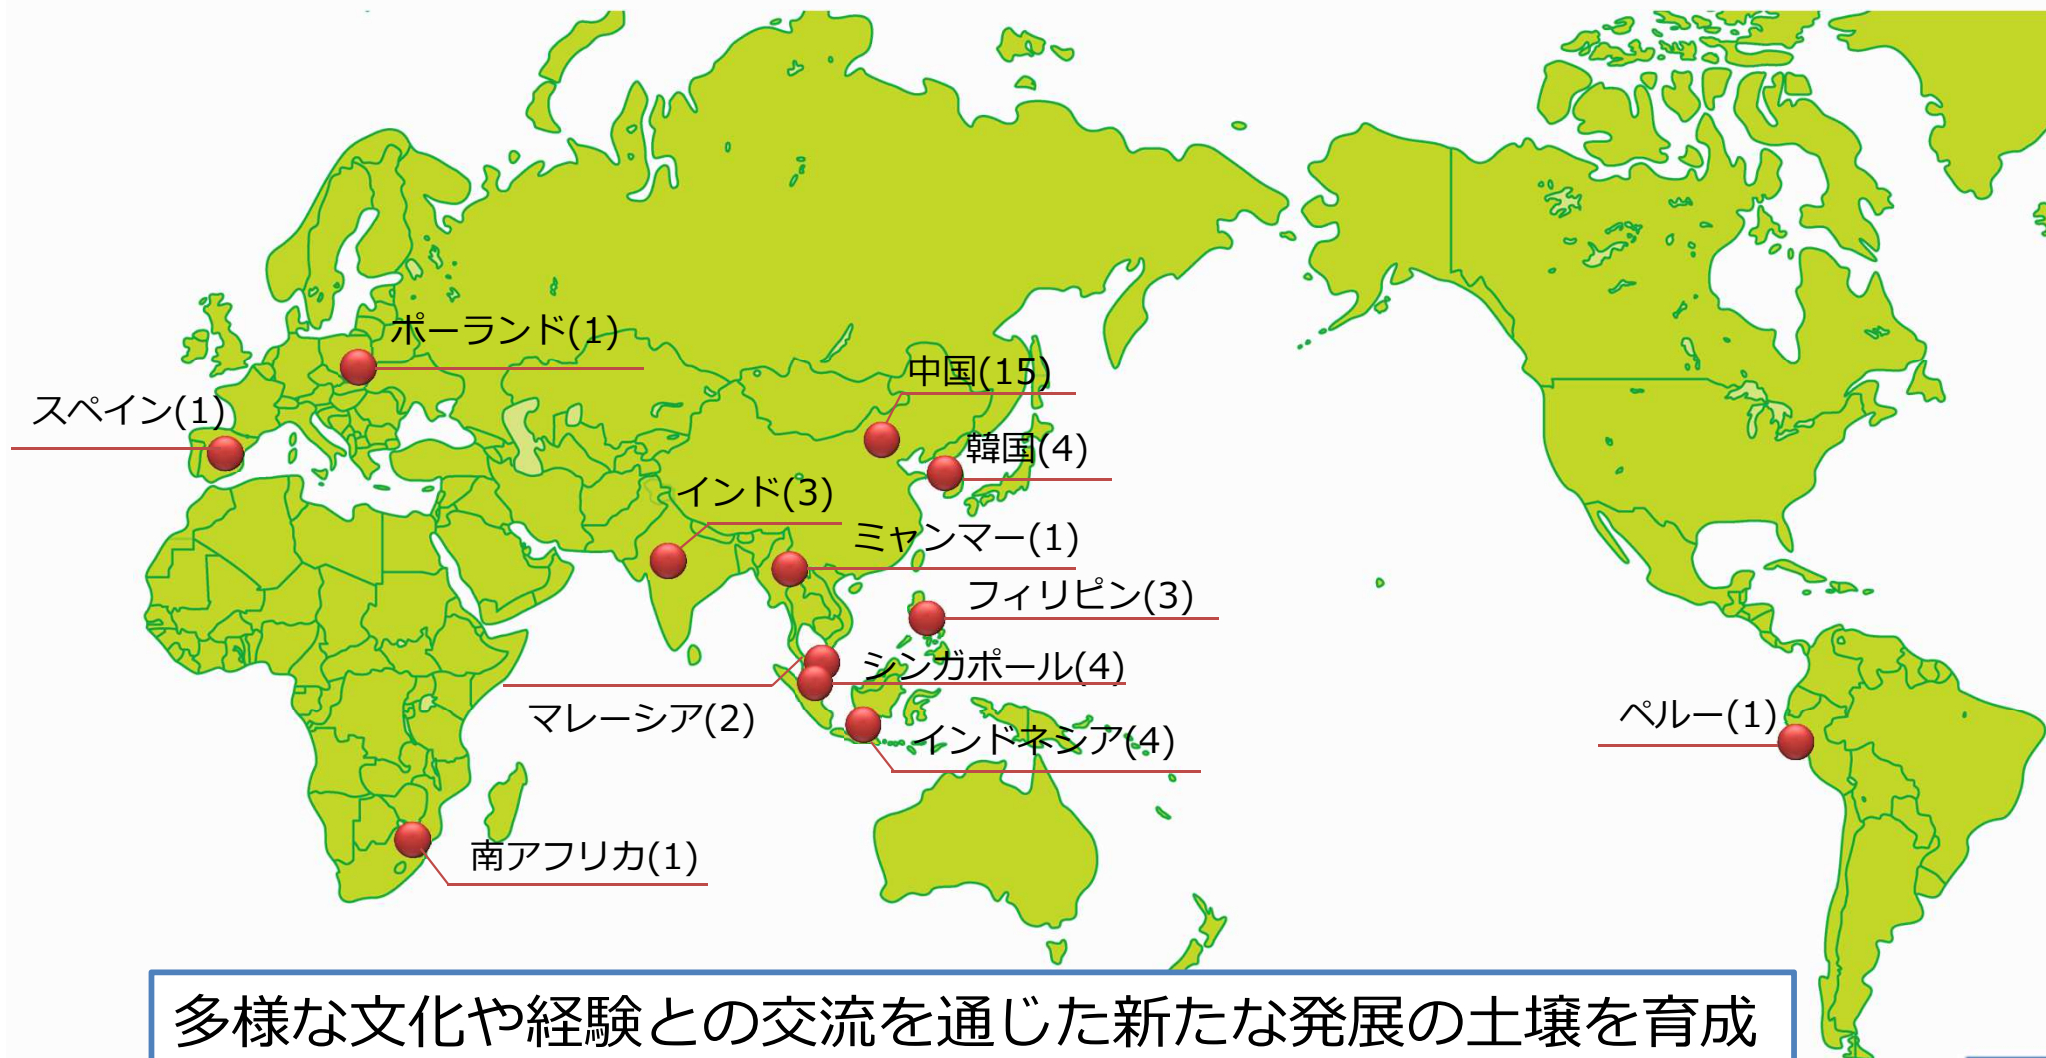 ポーランド(1)
中国(15)
スペイン(1)
韓国(4)
インド(3)
ミャンマー(1)
フィリピン(3)
シンガポール(4)
マレーシア(2)
ペルー(1)
インドネシア(4)
南アフリカ(1)
多様な文化や経験との交流を通じた新たな発展の土壌を育成